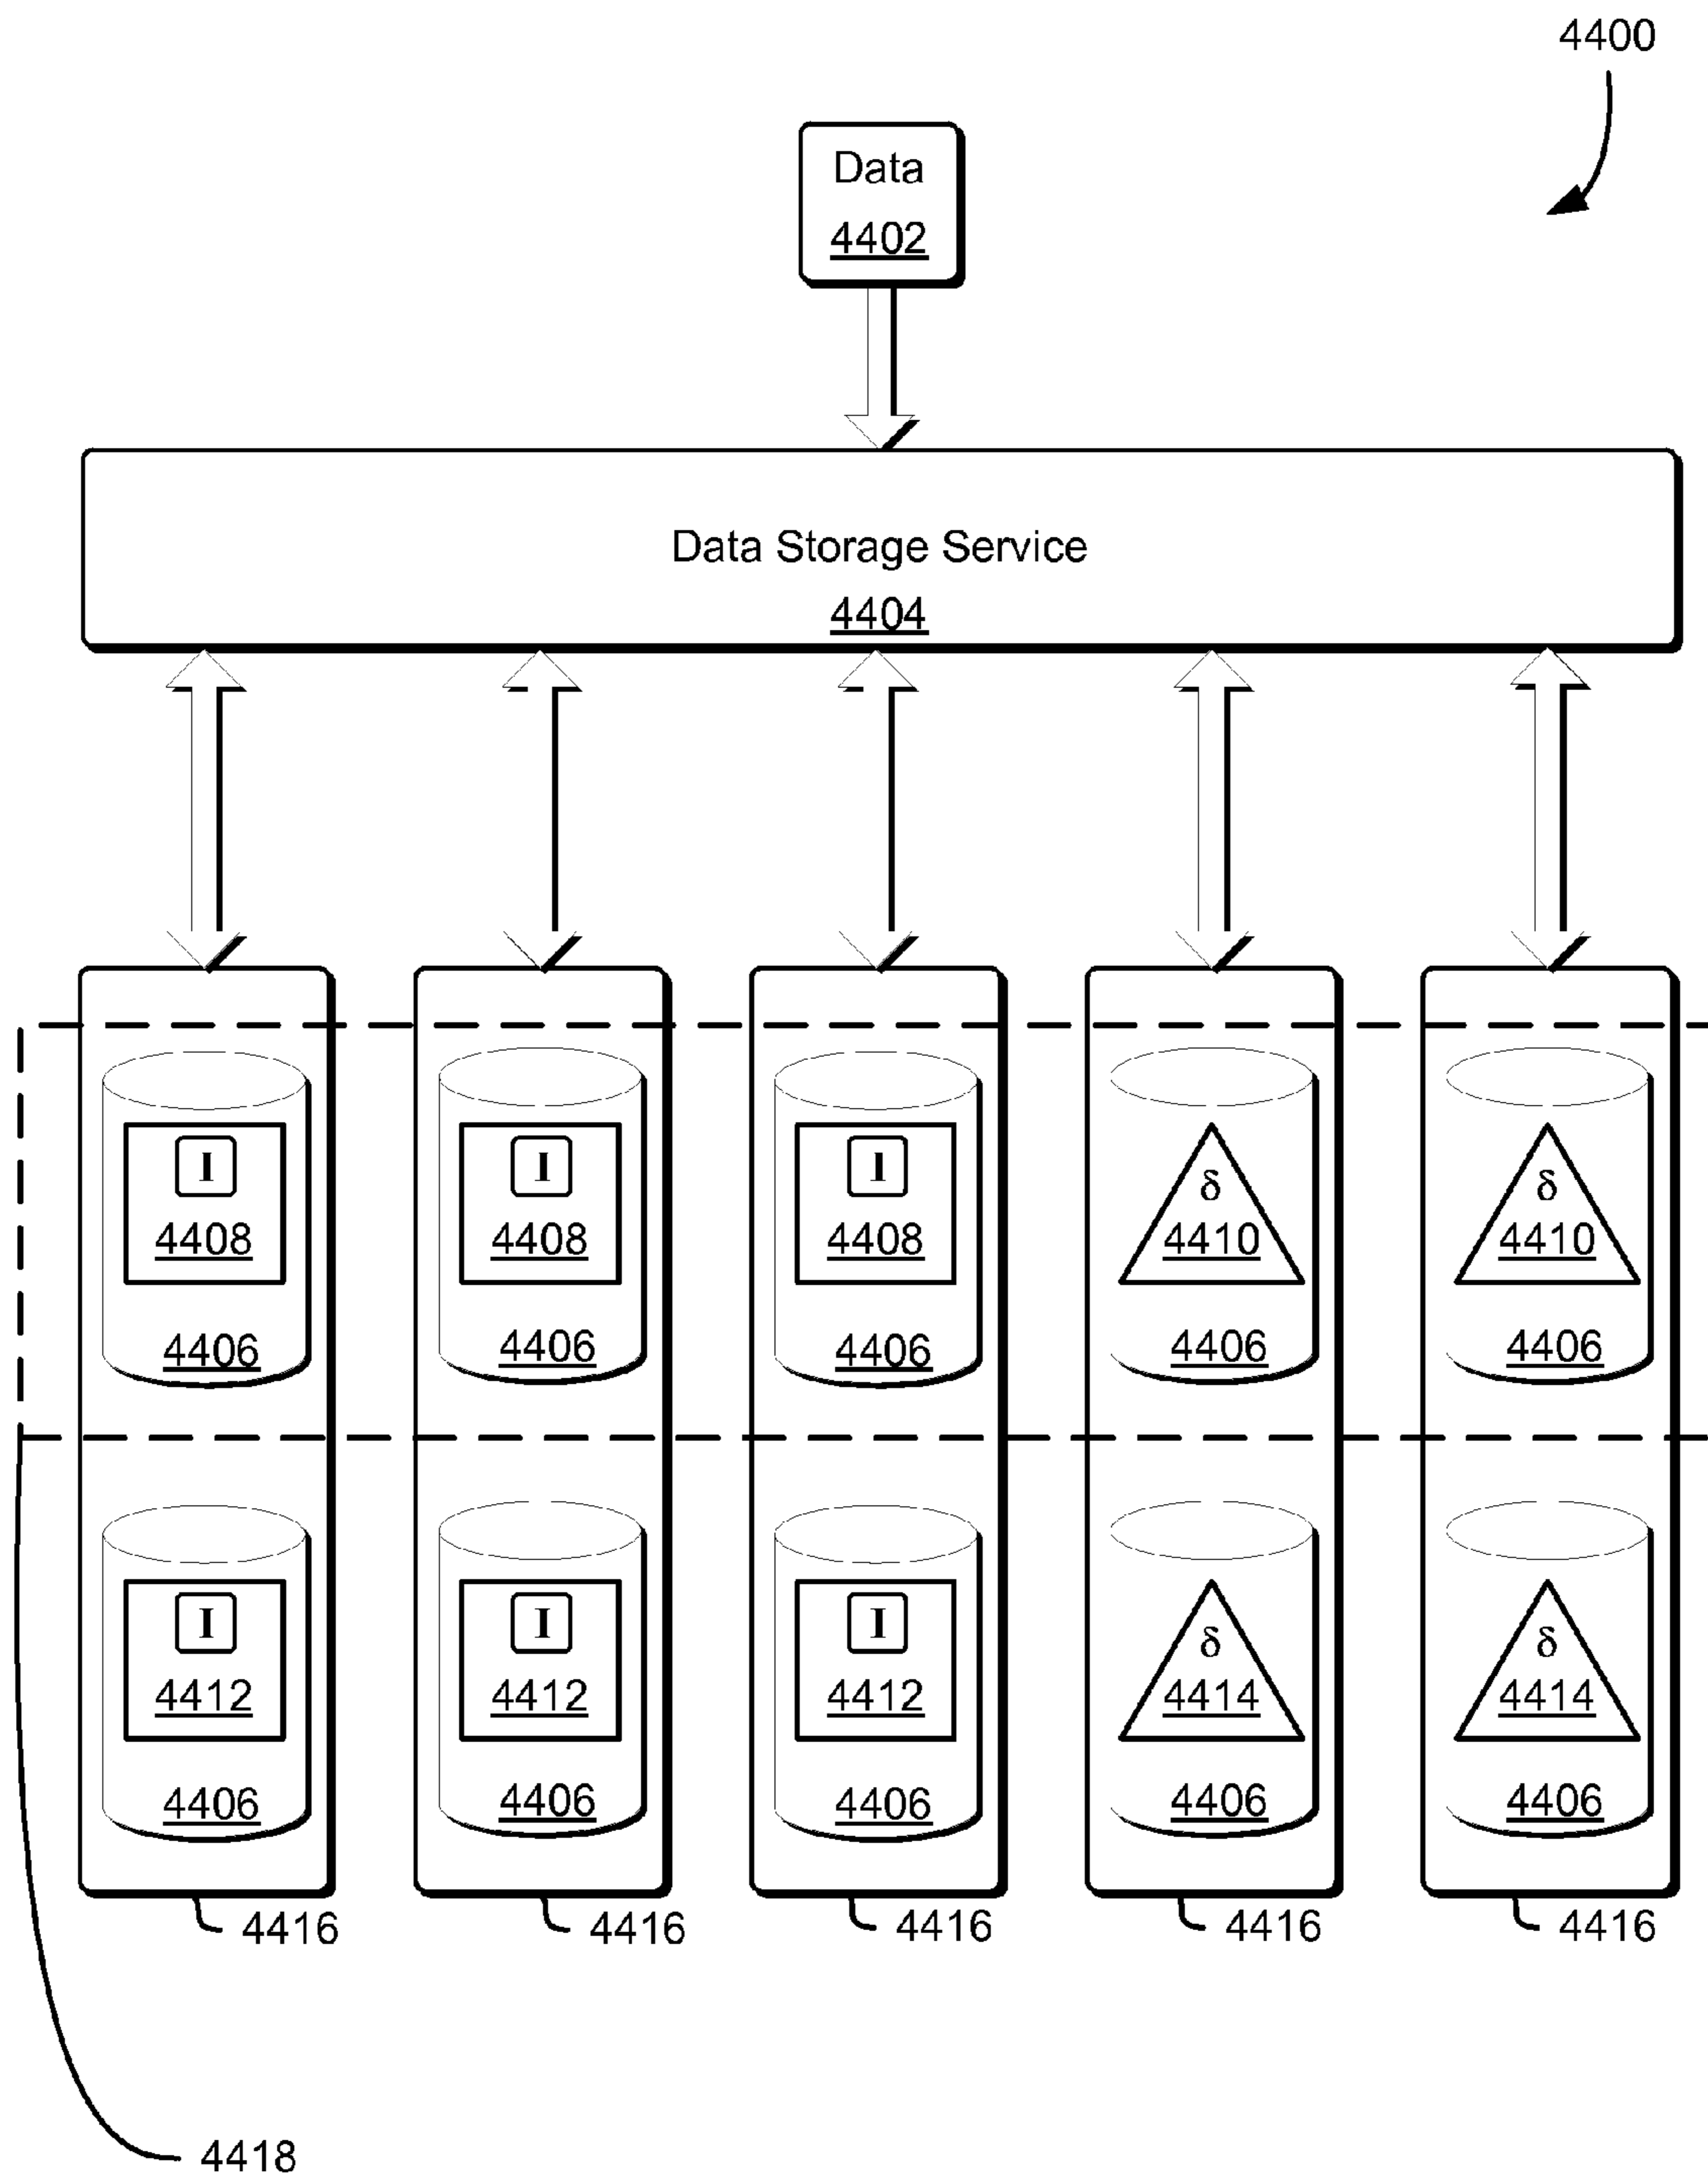 4400
Data
4402
Data Storage Service
4404
I I I δ δ
4408 4408 4408 4410 4410
4406 4406 4406 4406 4406
I I I δ δ
4412 4412 4412 4414 4414
4406 4406 4406 4406 4406
4416 4416 4416 4416 4416
4418